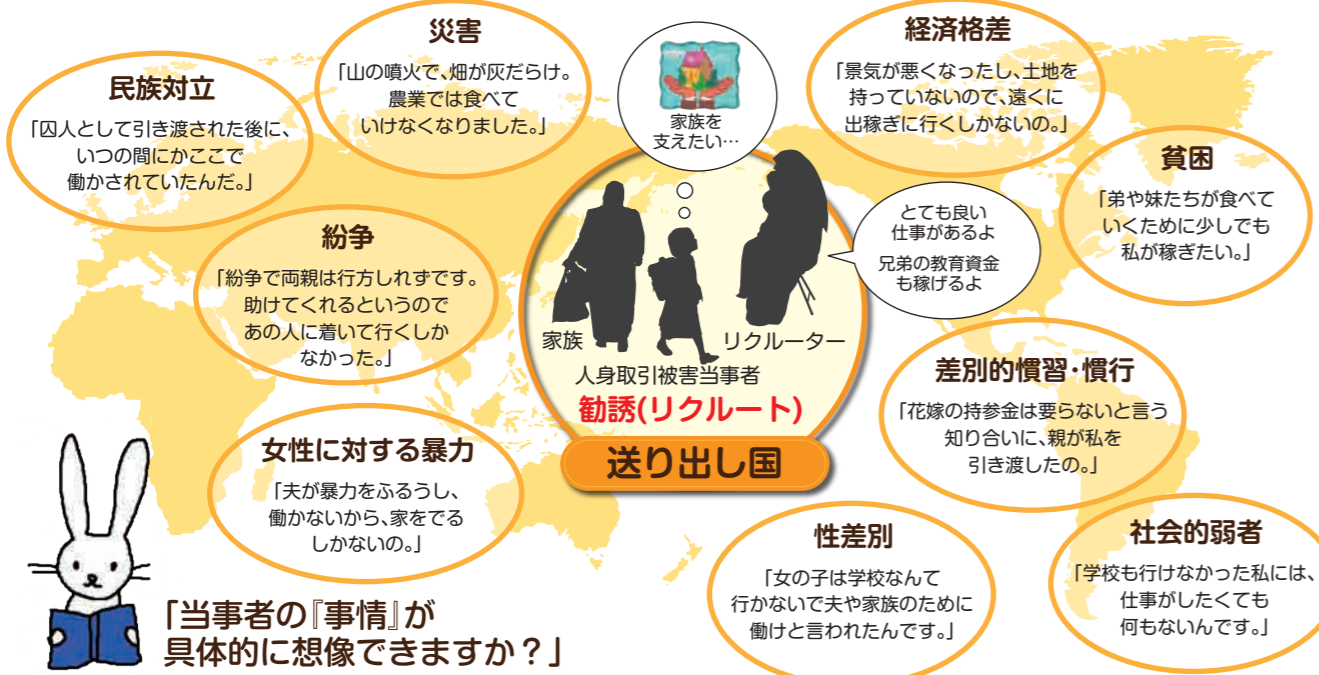 民族対立
「囚人として引き渡された後に、
いつの間にかここで
働かされていたんだ。」
災害
「山の噴火で、畑が灰だらけ。
農業では食べて
いけなくなりました。」
家族を
支えたい…
経済格差
「景気が悪くなったし、土地を
持っていないので、遠くに
出稼ぎに行くしかないの。」
貧困
「弟や妹たちが食べて
いくために少しでも
私が稼ぎたい。」
紛争
「紛争で両親は行方しれずです。
助けてくれるというので
あの人に着いて行くしか
なかった。」
とても良い
仕事があるよ
兄弟の教育資金
も稼げるよ
家族
リクルーター
人身取引被害当事者
勧誘(リクルート)
送り出し国
差別的慣習・慣行
「花嫁の持参金は要らないと言う
知り合いに、親が私を
引き渡したの。」
女性に対する暴力
「夫が暴力をふるうし、
働かないから、家をでる
しかないの。」
性差別
「女の子は学校なんて
行かないで夫や家族のために
働けと言われたんです。」
社会的弱者
「学校も行けなかった私には、
仕事がしたくても
何もないんです。」
「当事者の『事情』が
具体的に想像できますか?」